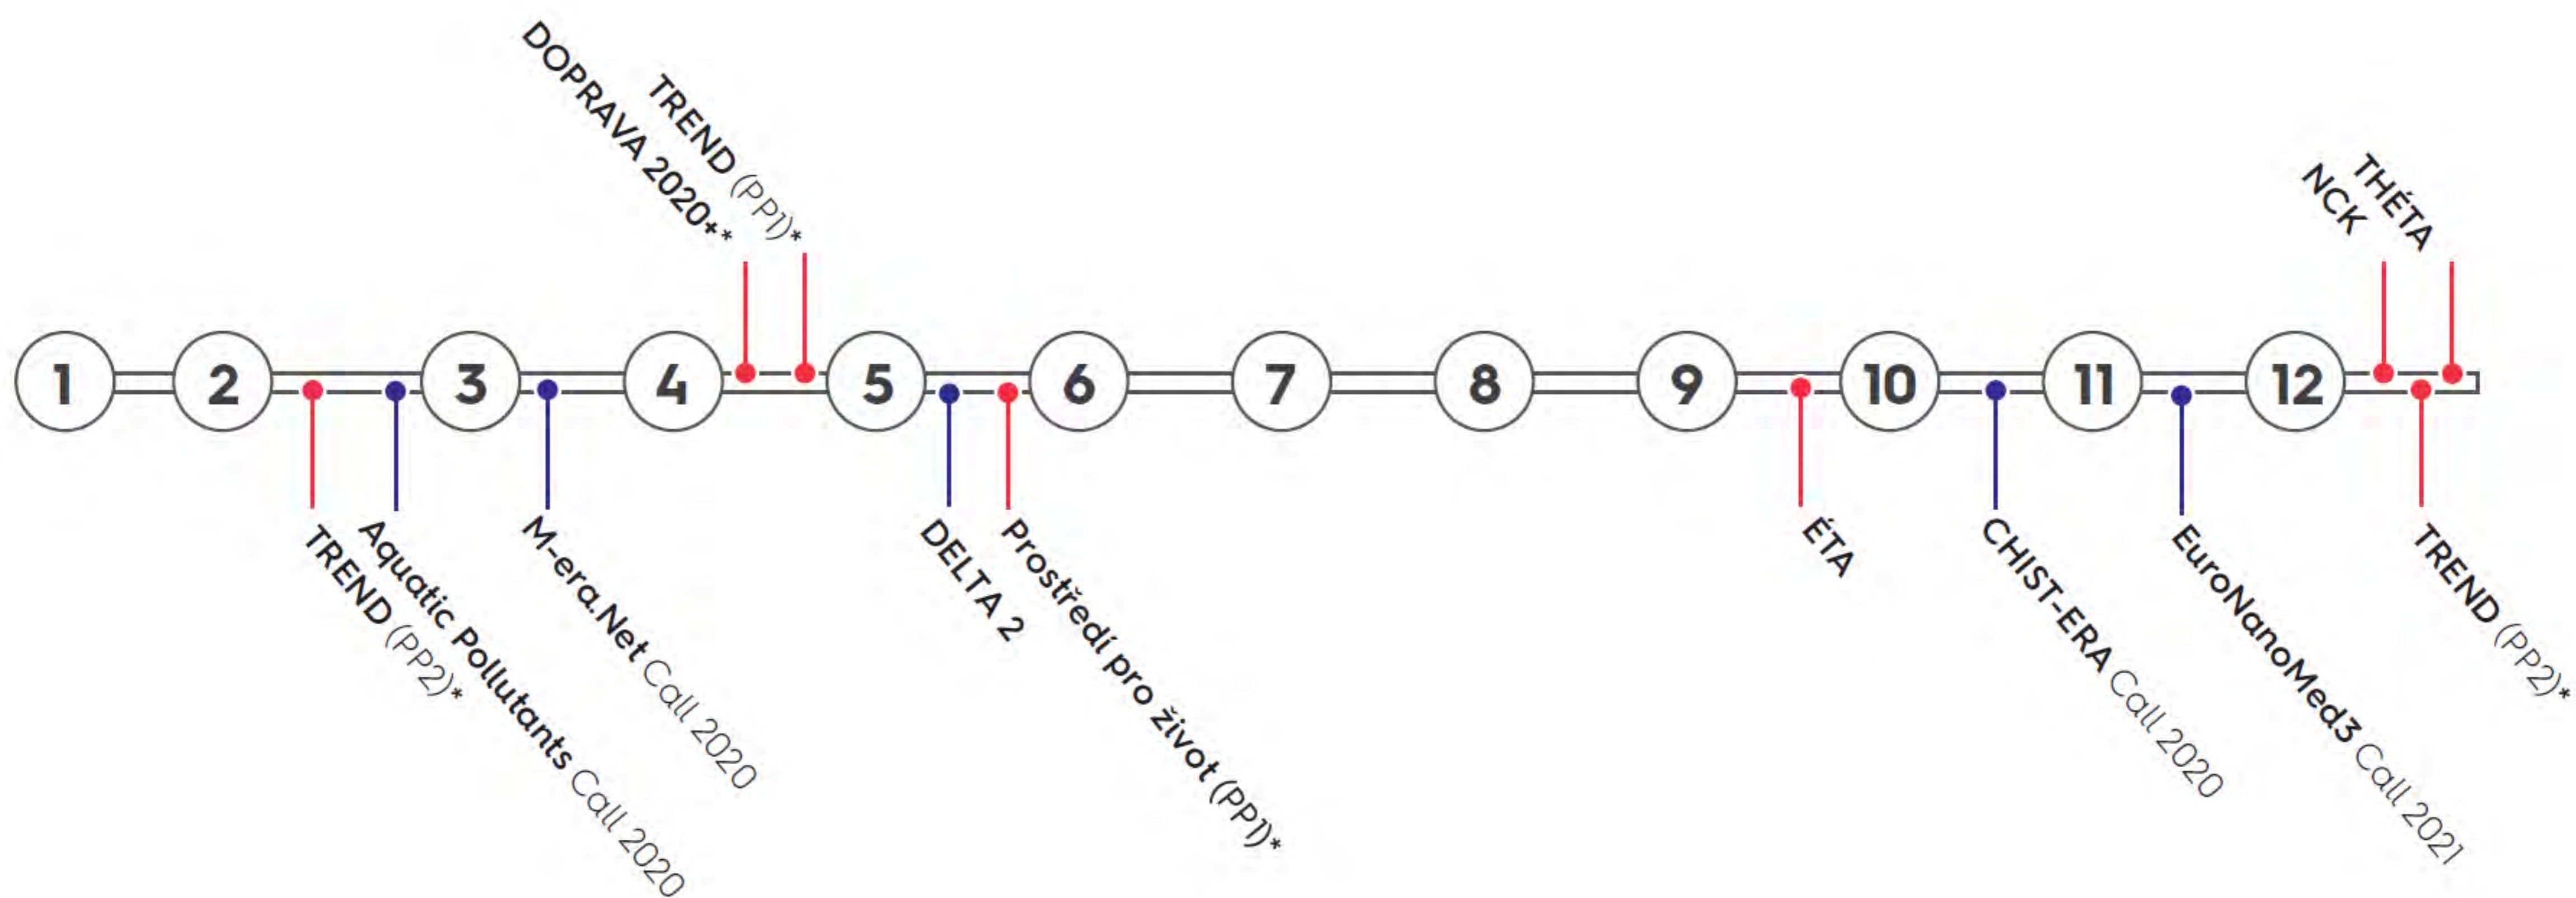 DOPRAVA 2020+*
TREND (PP1)*
NCK
THÉTA
1
2
3
4
5
6
7
8
9
10
11
12
TREND (PP2)*
Aquatic Pollutants Call 2020
M-era.Net Call 2020
DELTA 2
Prostředí pro život (PP1)*
ÉTA
CHIST-ERA Call 2020
EuroNanoMed3 Call 2021
TREND (PP2)*